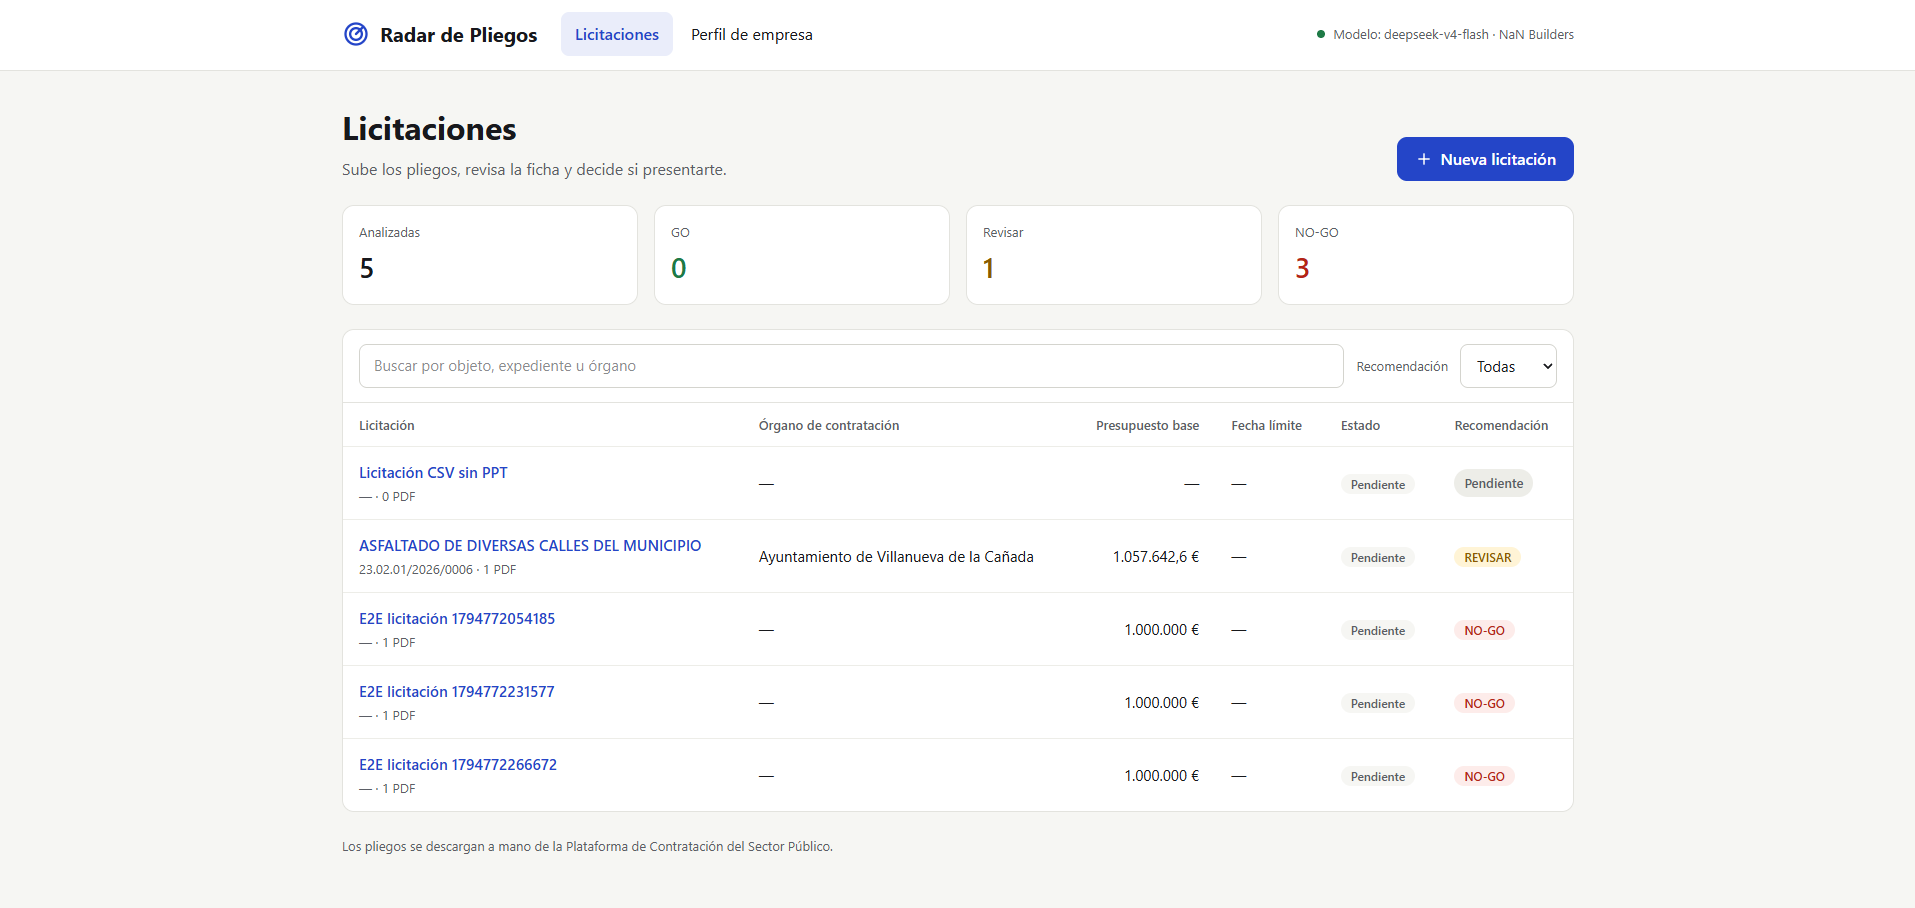 Radar de Pliegos
Licitaciones
Perfil de empresa
Modelo: deepseek-v4-flash · NaN Builders
Licitaciones
Sube los pliegos, revisa la ficha y decide si presentarte.
+ Nueva licitación
Analizadas
5
GO
0
Revisar
1
NO-GO
3
Buscar por objeto, expediente u órgano
Recomendación
Todas
Licitación Órgano de contratación Presupuesto base Fecha límite Estado Recomendación
Licitación CSV sin PPT
— · 0 PDF
— — — Pendiente Pendiente
ASFALTADO DE DIVERSAS CALLES DEL MUNICIPIO
23.02.01/2026/0006 · 1 PDF
Ayuntamiento de Villanueva de la Cañada 1.057.642,6 € — Pendiente REVISAR
E2E licitación 1794772054185
— · 1 PDF
— 1.000.000 € — Pendiente NO-GO
E2E licitación 1794772231577
— · 1 PDF
— 1.000.000 € — Pendiente NO-GO
E2E licitación 1794772266672
— · 1 PDF
— 1.000.000 € — Pendiente NO-GO
Los pliegos se descargan a mano de la Plataforma de Contratación del Sector Público.